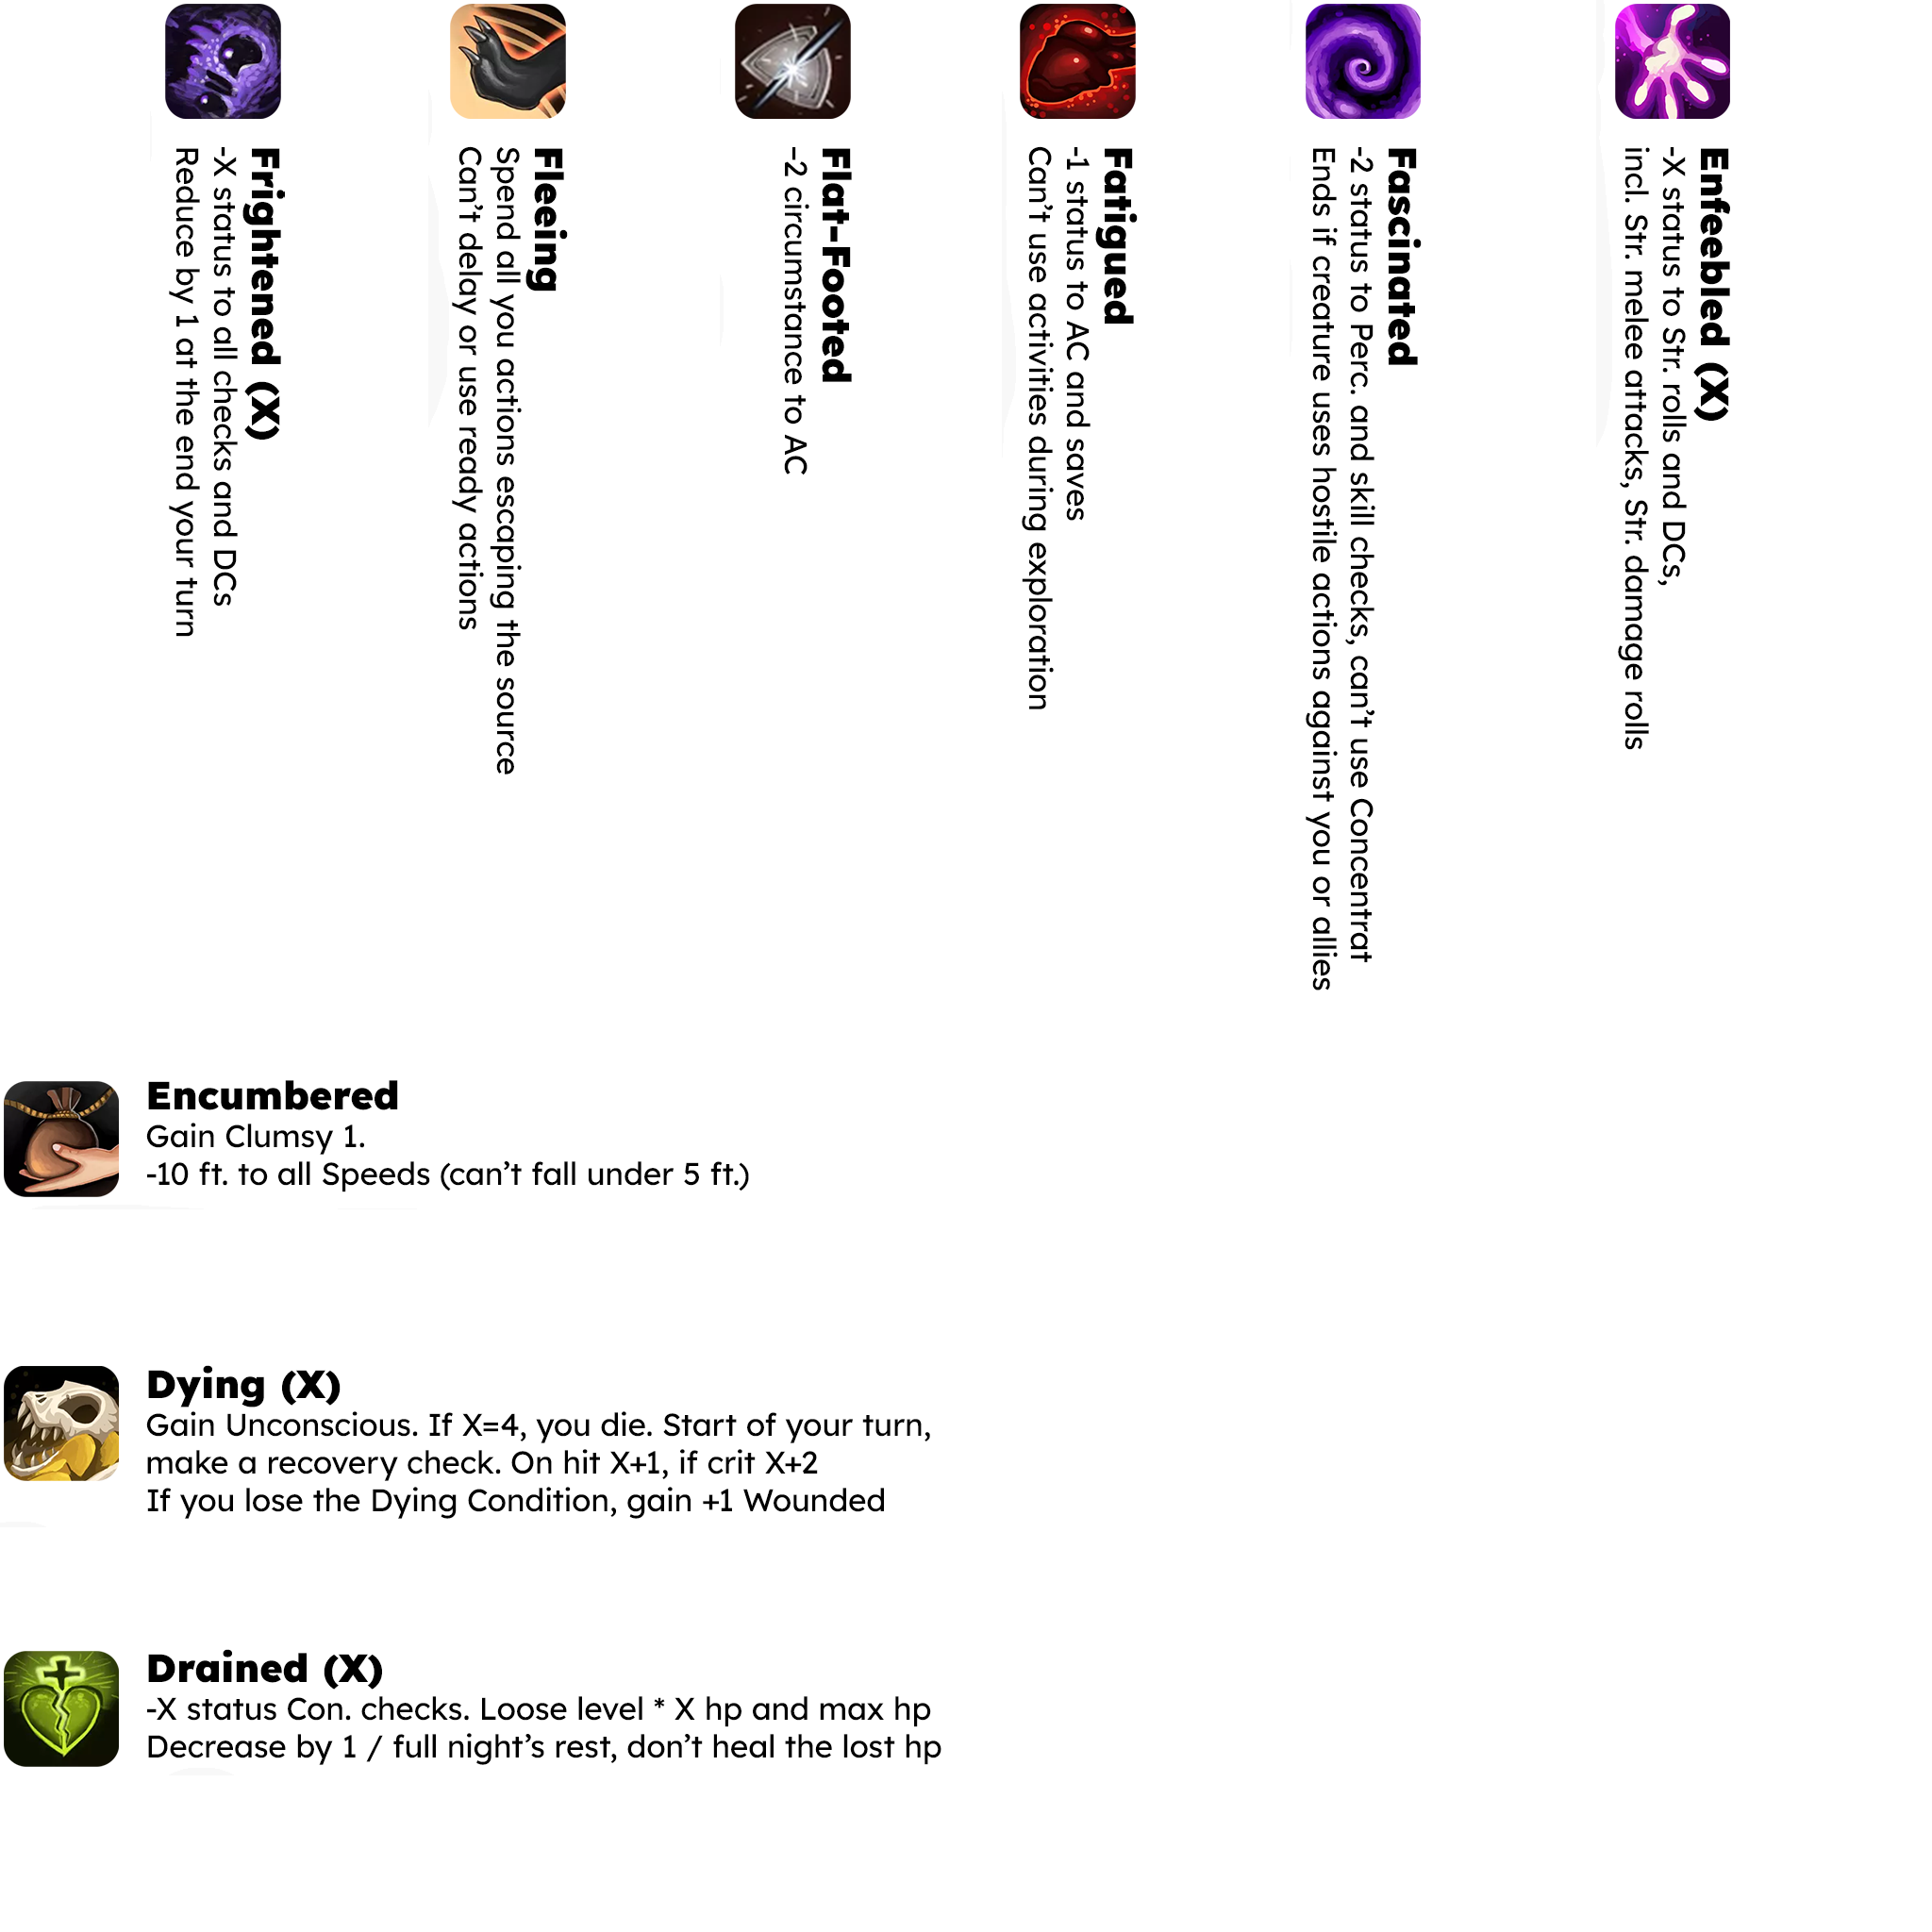 Frightened (X)
-X status to all checks and DCs
Reduce by 1 at the end your turn
Fleeing
Spend all you actions escaping the source
Can’t delay or use ready actions
Flat-Footed
-2 circumstance to AC
Fatigued
-1 status to AC and saves
Can’t use activities during exploration
Fascinated
-2 status to Perc. and skill checks, can’t use Concentrat
Ends if creature uses hostile actions against you or allies
Enfeebled (X)
-X status to Str. rolls and DCs,
incl. Str. melee attacks, Str. damage rolls
Encumbered
Gain Clumsy 1.
-10 ft. to all Speeds (can’t fall under 5 ft.)
Dying (X)
Gain Unconscious. If X=4, you die. Start of your turn,
make a recovery check. On hit X+1, if crit X+2
If you lose the Dying Condition, gain +1 Wounded
Drained (X)
-X status Con. checks. Loose level * X hp and max hp
Decrease by 1 / full night’s rest, don’t heal the lost hp